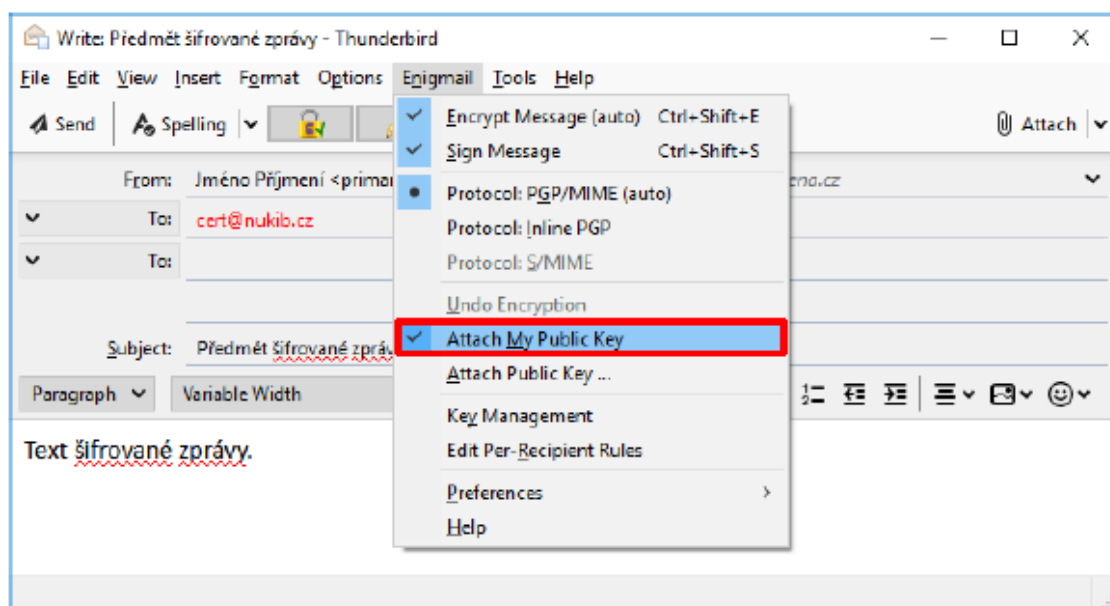 Write: Předmět šifrované zprávy - Thunderbird
File Edit View Insert Format Options Enigmail Tools Help
Send Spelling Attach
Encrypt Message (auto) Ctrl+Shift+E
Sign Message Ctrl+Shift+S
From: Jméno Příjmení
Protocol: PGP/MIME (auto)
To: cert@nukib.cz
Protocol: Inline PGP
To:
Protocol: S/MIME
Undo Encryption
Attach My Public Key
Subject: Předmět šifrované
Attach Public Key ...
Paragraph Variable Width
Key Management
Edit Per-Recipient Rules
Text šifrované zprávy.
Preferences
Help